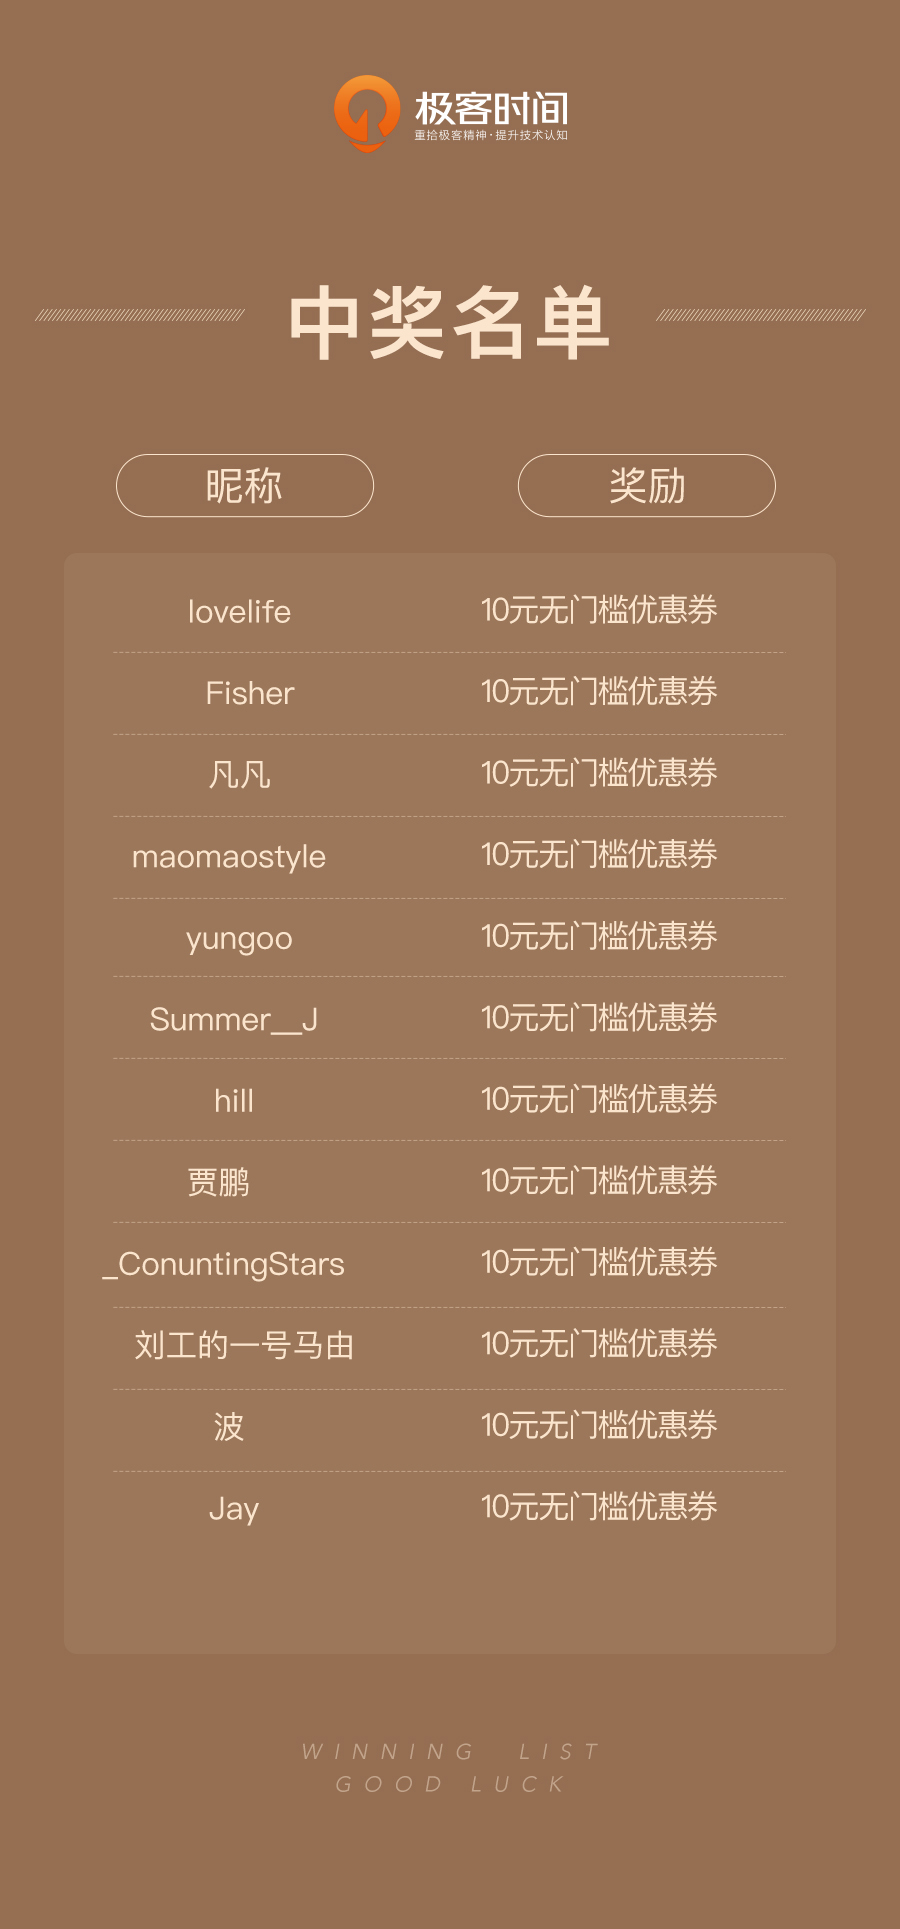 极客时间
重拾极客精神·提升技术认知
中奖名单
昵称 奖励
lovelife 10元无门槛优惠券
Fisher 10元无门槛优惠券
凡凡 10元无门槛优惠券
maomaostyle 10元无门槛优惠券
yungoo 10元无门槛优惠券
Summer__J 10元无门槛优惠券
hill 10元无门槛优惠券
贾鹏 10元无门槛优惠券
_ConuntingStars 10元无门槛优惠券
刘工的一号马由 10元无门槛优惠券
波 10元无门槛优惠券
Jay 10元无门槛优惠券
WINNING LIST
GOOD LUCK